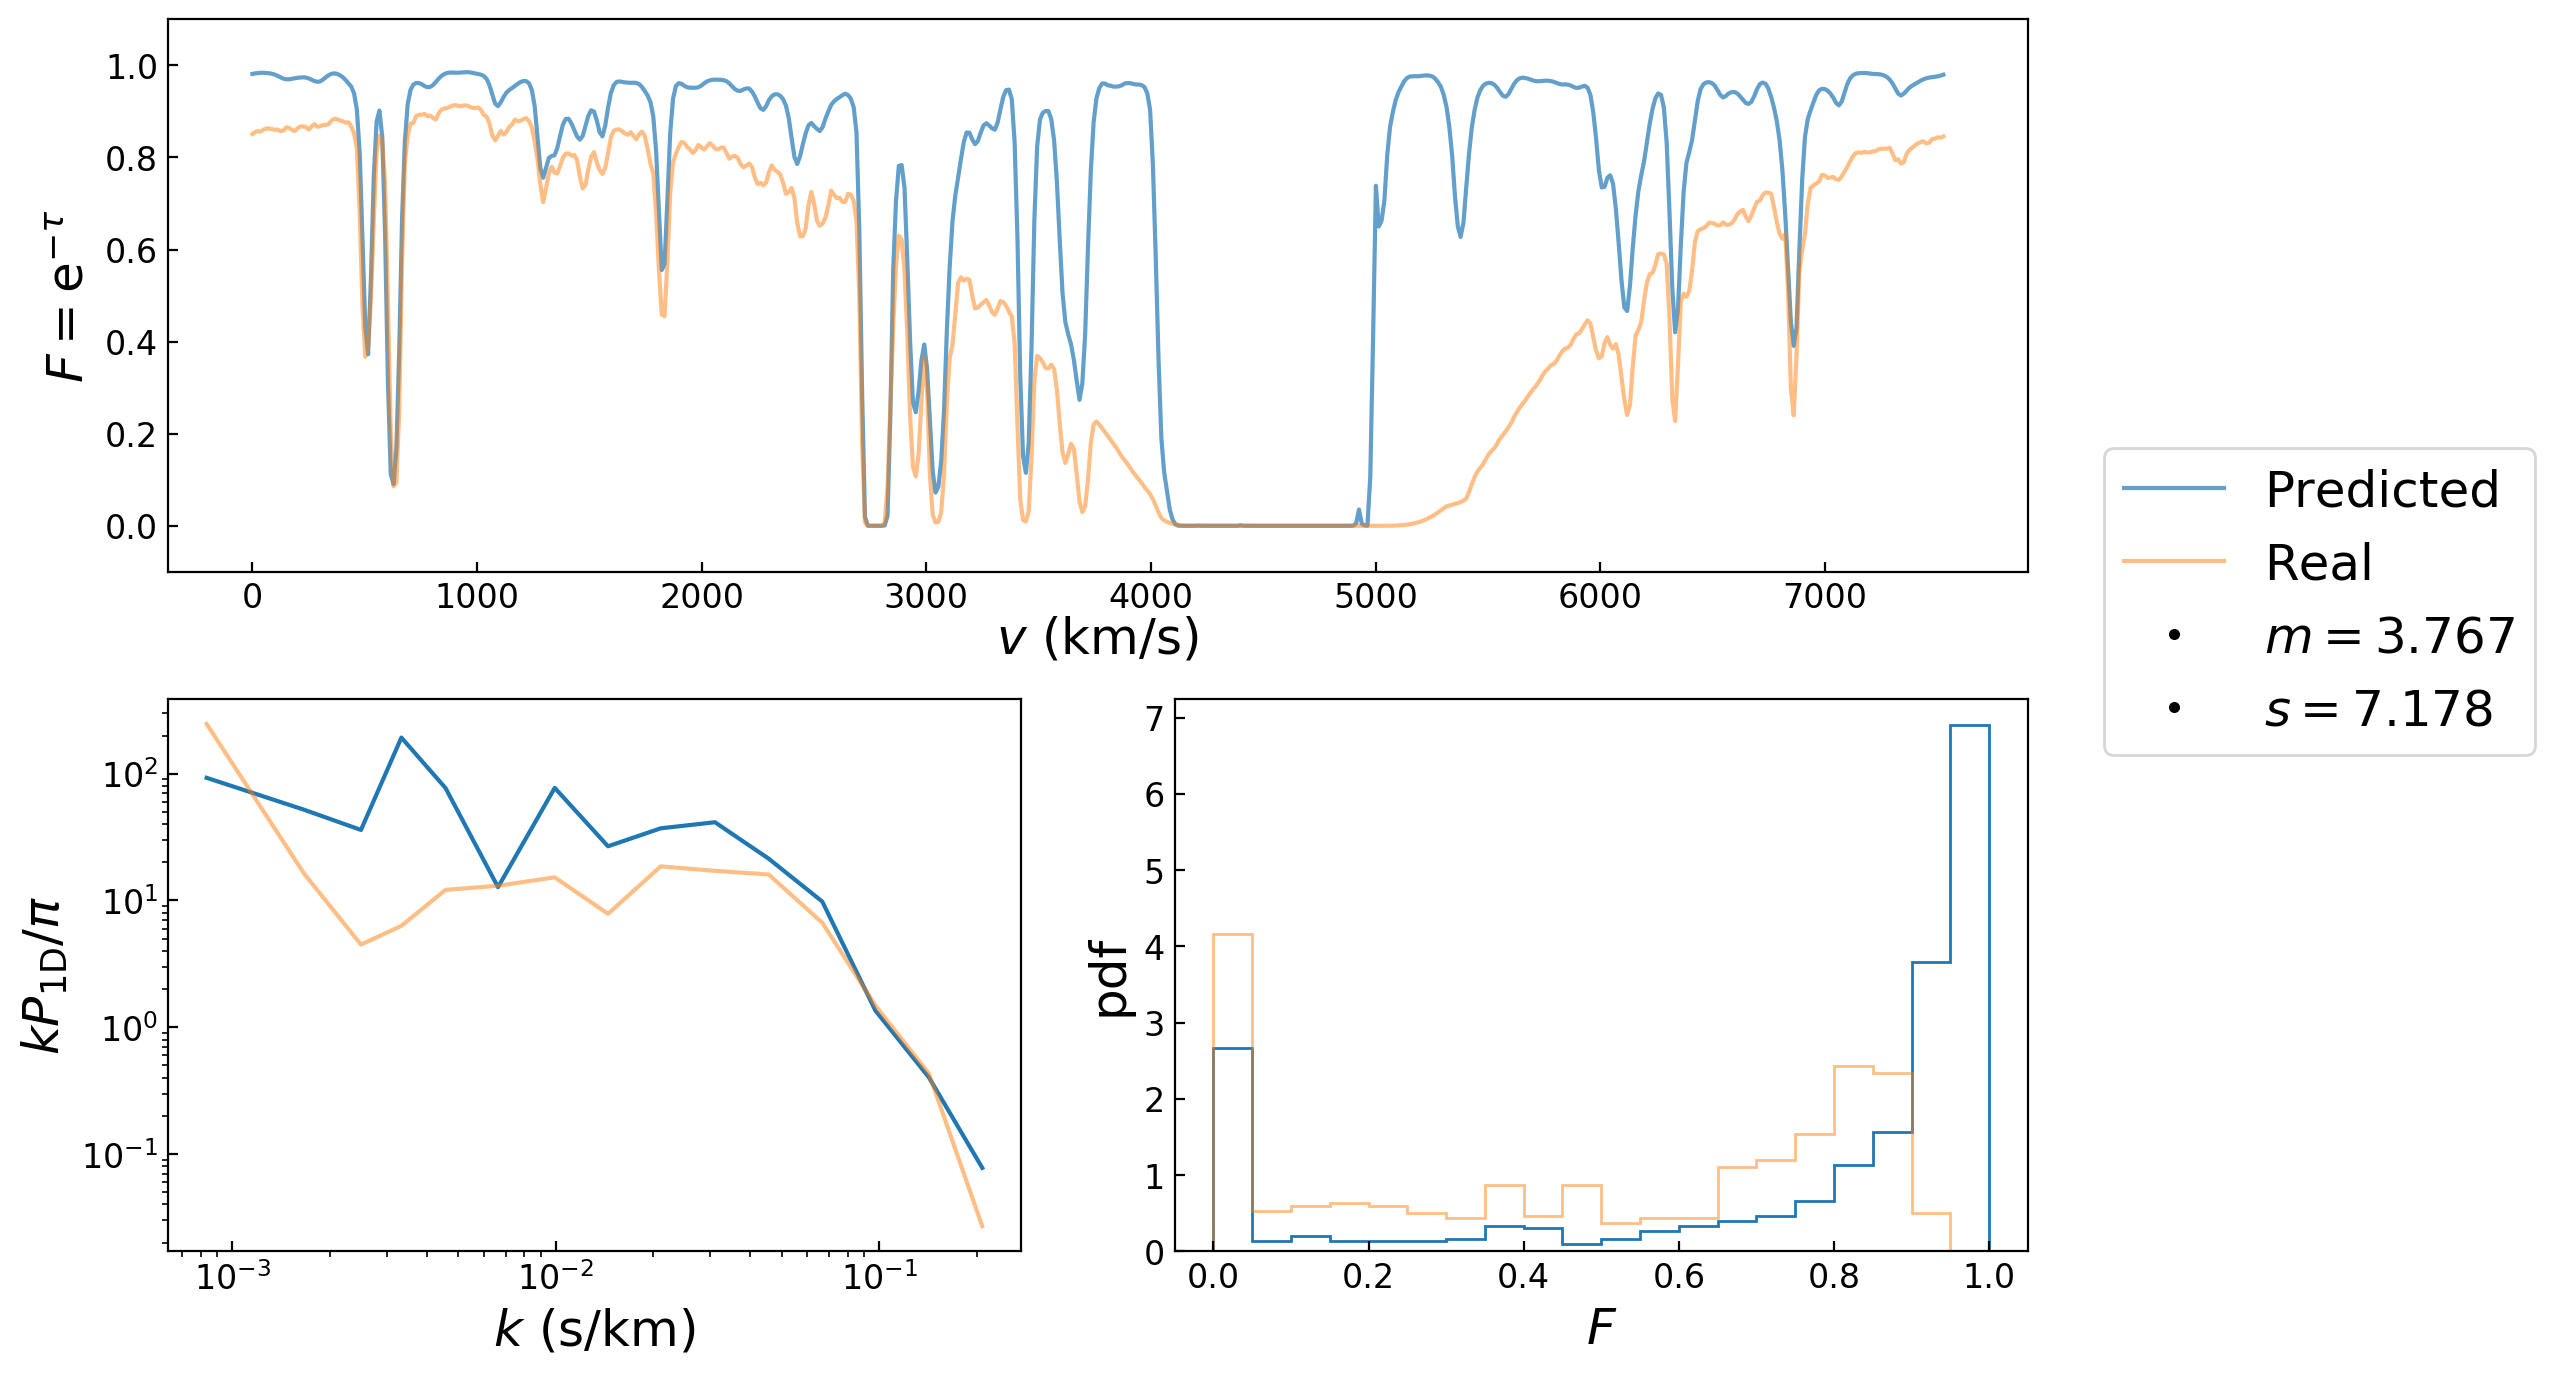 F = e^{−τ}
1.0
0.8
0.6
0.4
0.2
0.0
0 1000 2000 3000 4000 5000 6000 7000
v (km/s)
Predicted
Real
m = 3.767
s = 7.178
kP_{1D}/π
10^2
10^1
10^0
10^{−1}
10^{−3} 10^{−2} 10^{−1}
k (s/km)
pdf
7
6
5
4
3
2
1
0
0.0 0.2 0.4 0.6 0.8 1.0
F